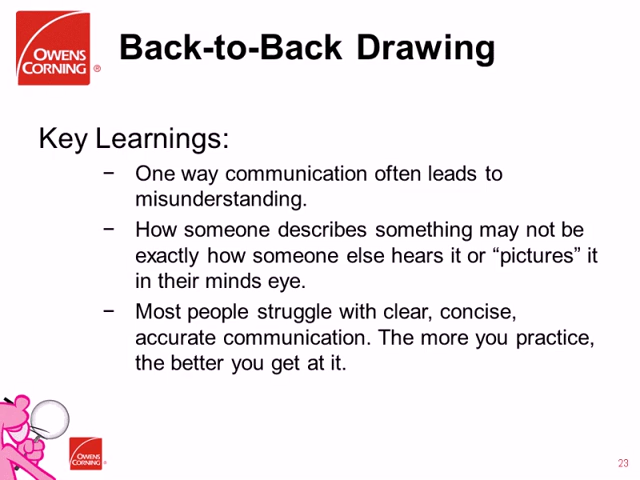 OWENS
CORNING ®
Back-to-Back Drawing
Key Learnings:
− One way communication often leads to
misunderstanding.
− How someone describes something may not be
exactly how someone else hears it or “pictures” it
in their minds eye.
− Most people struggle with clear, concise,
accurate communication. The more you practice,
the better you get at it.
OWENS
CORNING
23